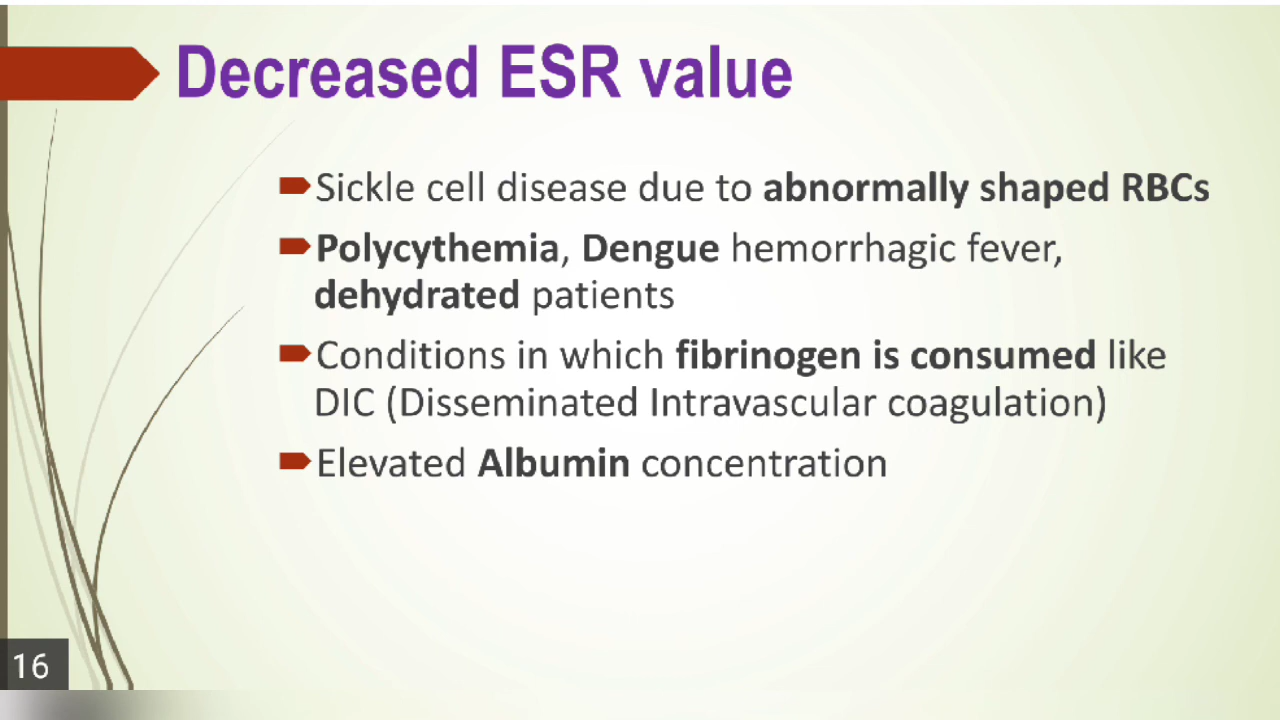 Decreased ESR value
Sickle cell disease due to abnormally shaped RBCs
Polycythemia, Dengue hemorrhagic fever,
dehydrated patients
Conditions in which fibrinogen is consumed like
DIC (Disseminated Intravascular coagulation)
Elevated Albumin concentration
16